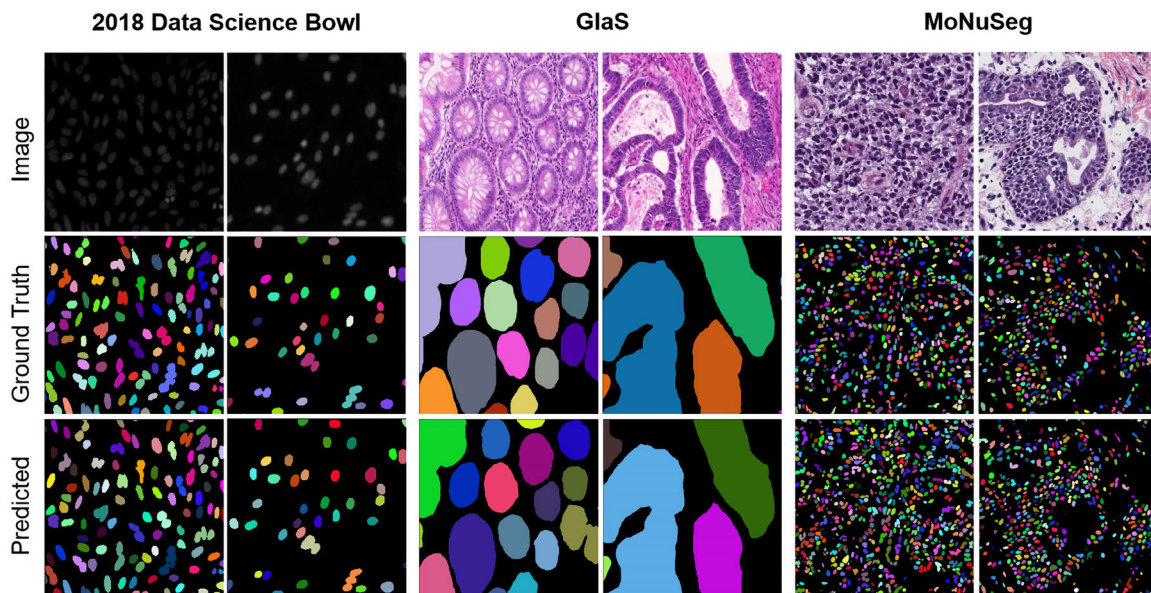 2018 Data Science Bowl
GlaS
MoNuSeg
Image
Ground Truth
Predicted